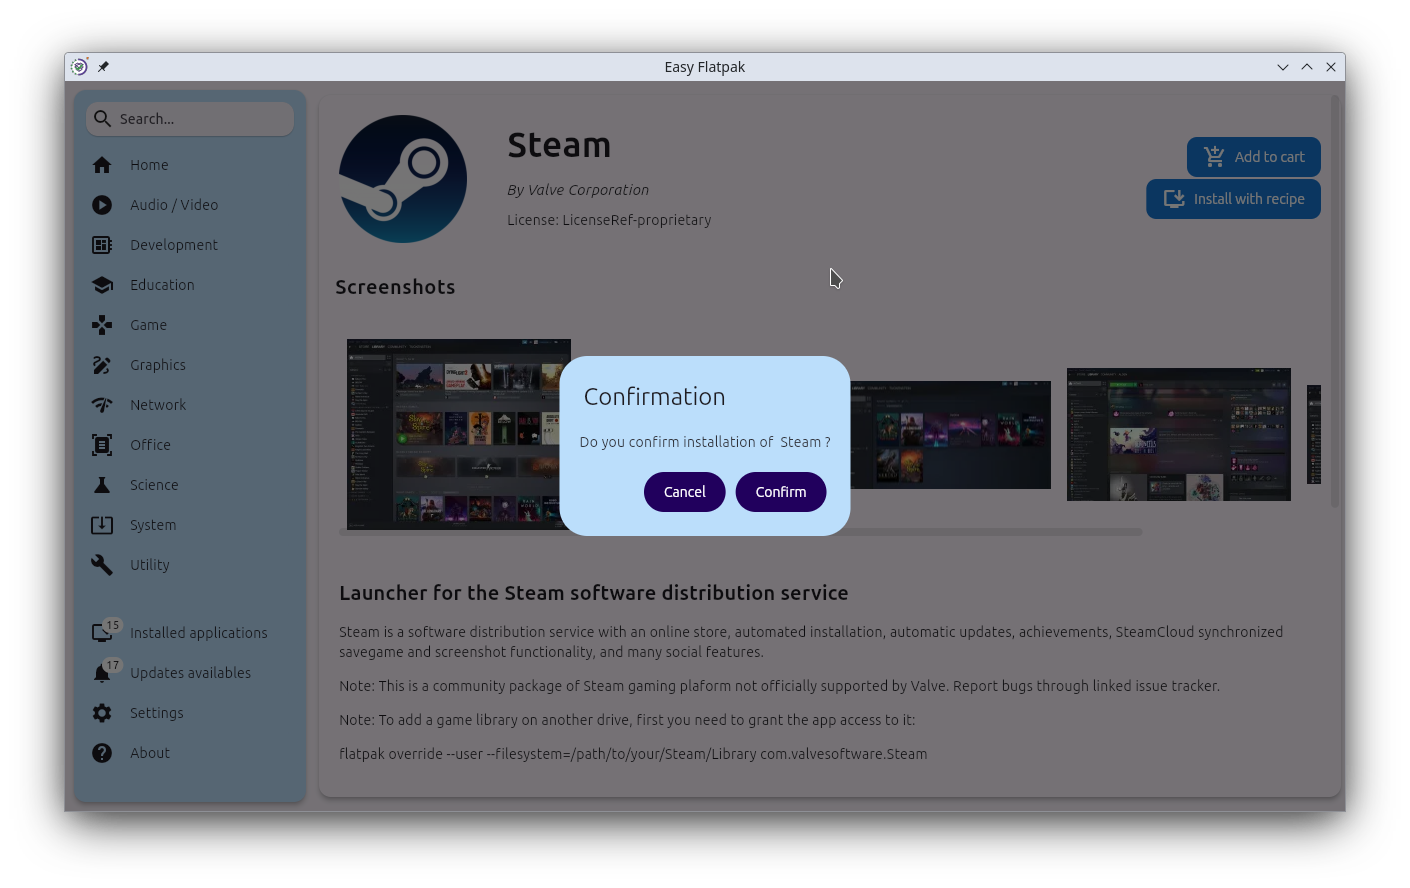 Easy Flatpak
Search...
Home
Audio / Video
Development
Education
Game
Graphics
Network
Office
Science
System
Utility
15
Installed applications
17
Updates availables
Settings
About
Steam
By Valve Corporation
License: LicenseRef-proprietary
Add to cart
Install with recipe
Screenshots
Confirmation
Do you confirm installation of  Steam ?
Cancel
Confirm
Launcher for the Steam software distribution service
Steam is a software distribution service with an online store, automated installation, automatic updates, achievements, SteamCloud synchronized
savegame and screenshot functionality, and many social features.
Note: This is a community package of Steam gaming plaform not officially supported by Valve. Report bugs through linked issue tracker.
Note: To add a game library on another drive, first you need to grant the app access to it:
flatpak override --user --filesystem=/path/to/your/Steam/Library com.valvesoftware.Steam